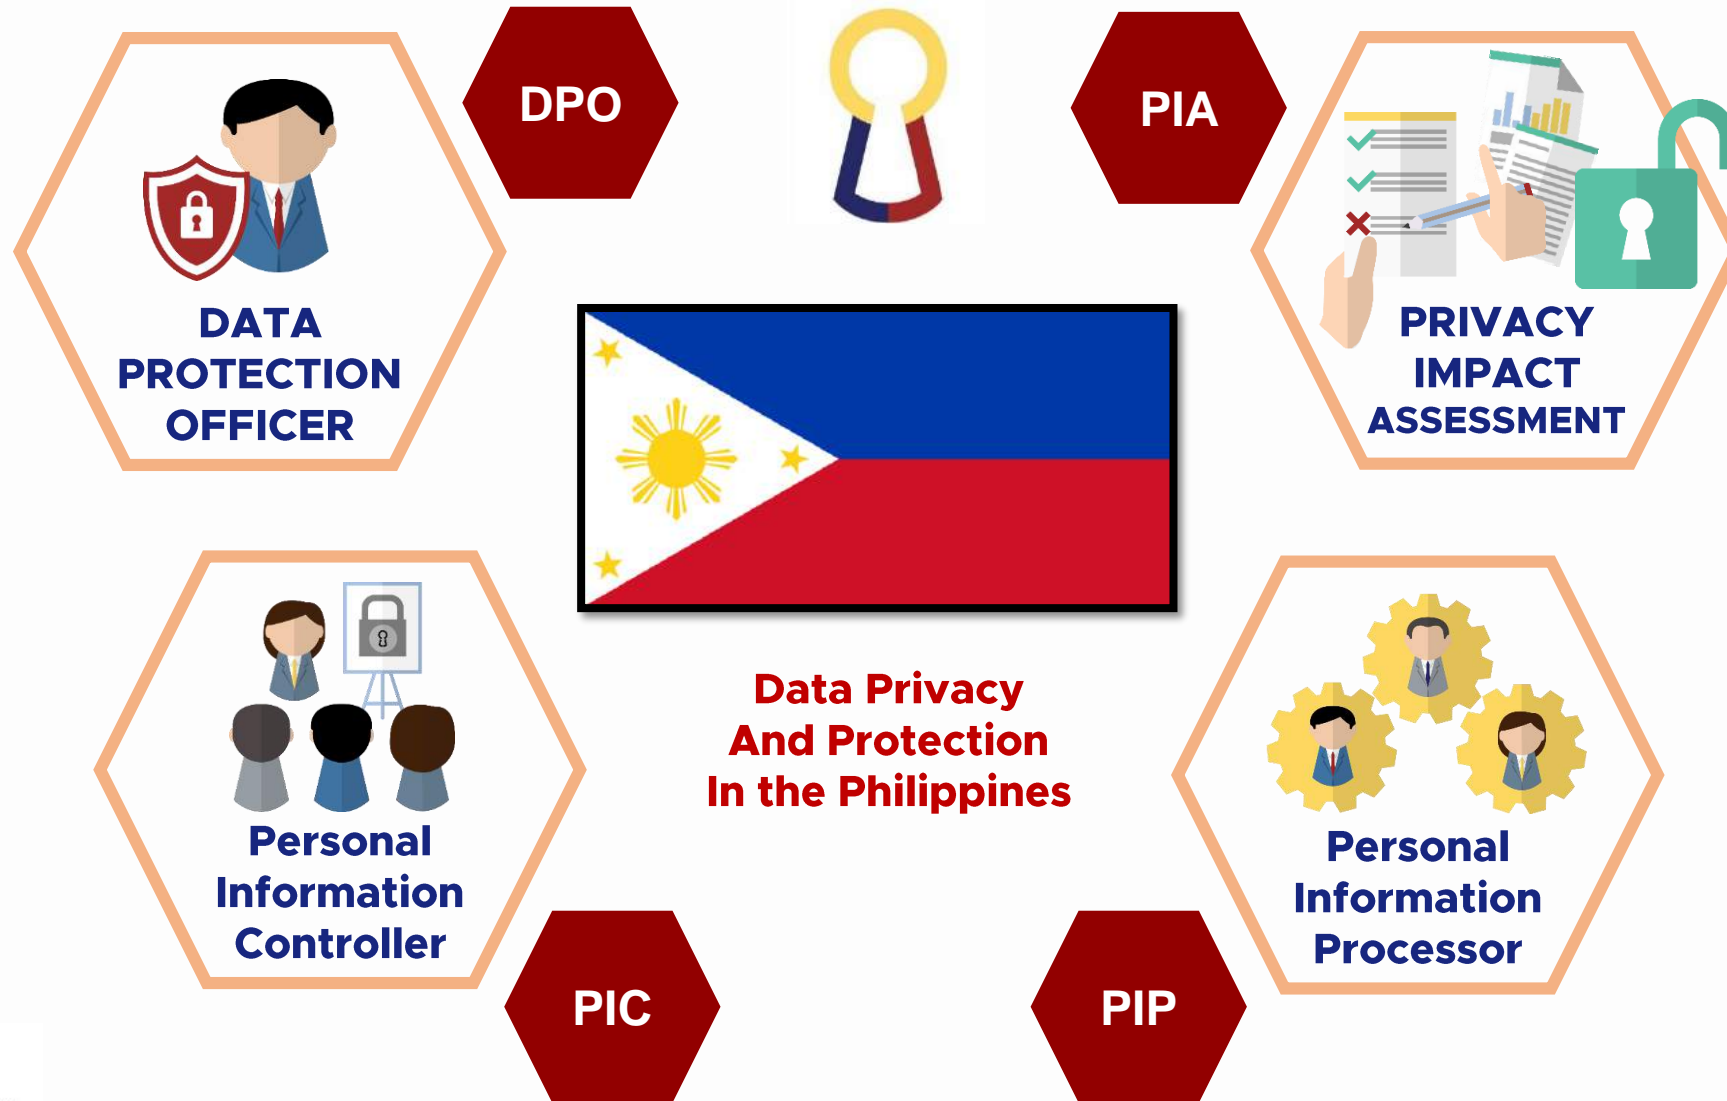 DPO
DATA
PROTECTION
OFFICER
PIA
PRIVACY
IMPACT
ASSESSMENT
Data Privacy
And Protection
In the Philippines
Personal
Information
Controller
PIC
Personal
Information
Processor
PIP